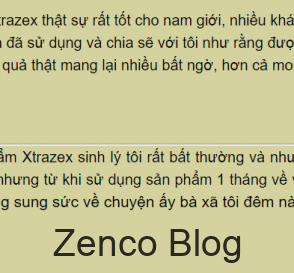 trazex thật sự rất tốt cho nam giới, nhiều khá
đã sử dụng và chia sẽ với tôi như rằng đượ
quả thật mang lại nhiều bất ngờ, hơn cả mo
ẩm Xtrazex sinh lý tôi rất bất thường và như
nhưng từ khi sử dụng sản phẩm 1 tháng về v
g sung sức về chuyện ấy bà xã tôi đêm nà
Zenco Blog